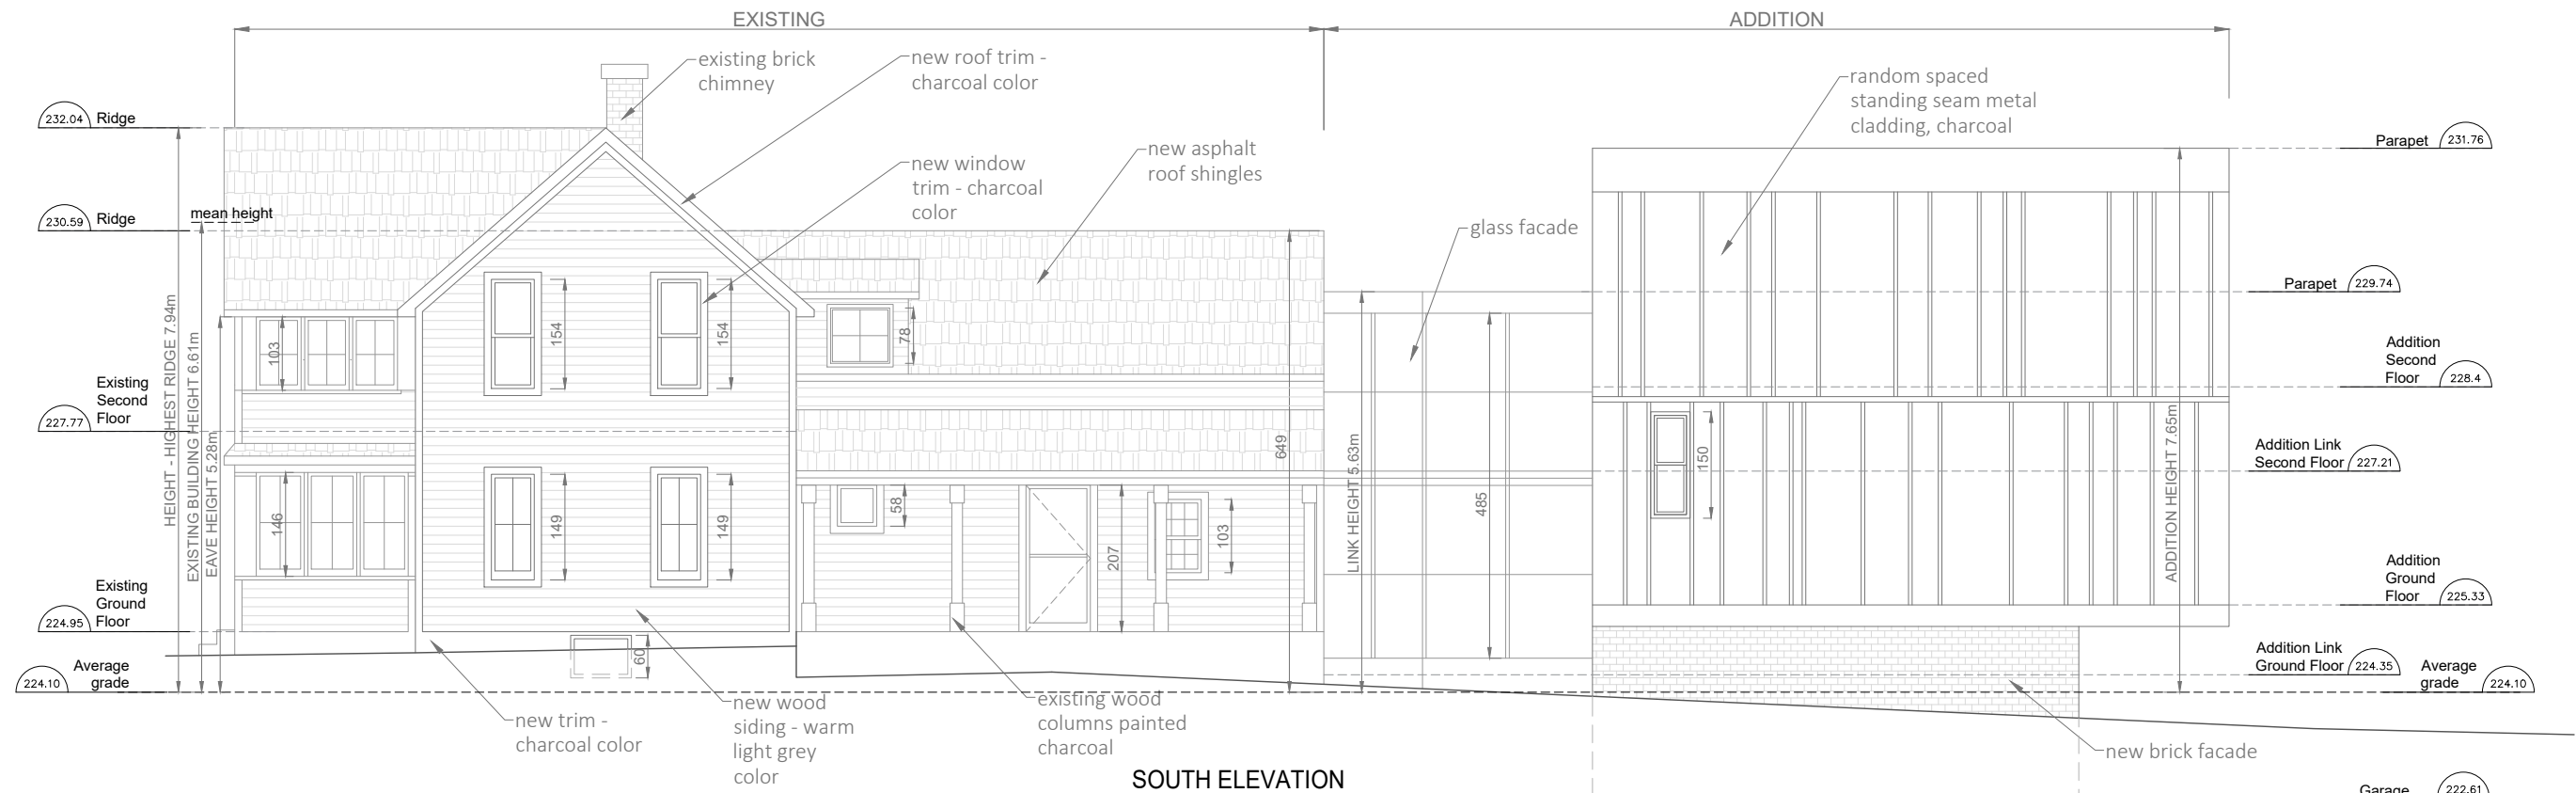 EXISTING
ADDITION
existing brick
chimney
new roof trim -
charcoal color
random spaced
standing seam metal
cladding, charcoal
232.04 Ridge
Parapet 231.76
new window
trim - charcoal
color
new asphalt
roof shingles
230.59 Ridge
mean height
glass facade
Parapet 229.74
HEIGHT - HIGHEST RIDGE 7.94m
EXISTING BUILDING HEIGHT 6.61m
EAVE HEIGHT 5.28m
103
154
154
78
649
LINK HEIGHT 5.63m
485
150
ADDITION HEIGHT 7.65m
Addition
Second
Floor 228.4
Existing
Second
Floor
227.77
Addition Link
Second Floor 227.21
146
149
149
58
207
103
Existing
Ground
Floor
224.95
Addition
Ground
Floor 225.33
60
Addition Link
Ground Floor 224.35
Average
grade
224.10
Average
grade 224.10
new trim -
charcoal color
new wood
siding - warm
light grey
color
existing wood
columns painted
charcoal
new brick facade
SOUTH ELEVATION
Garage 222.61